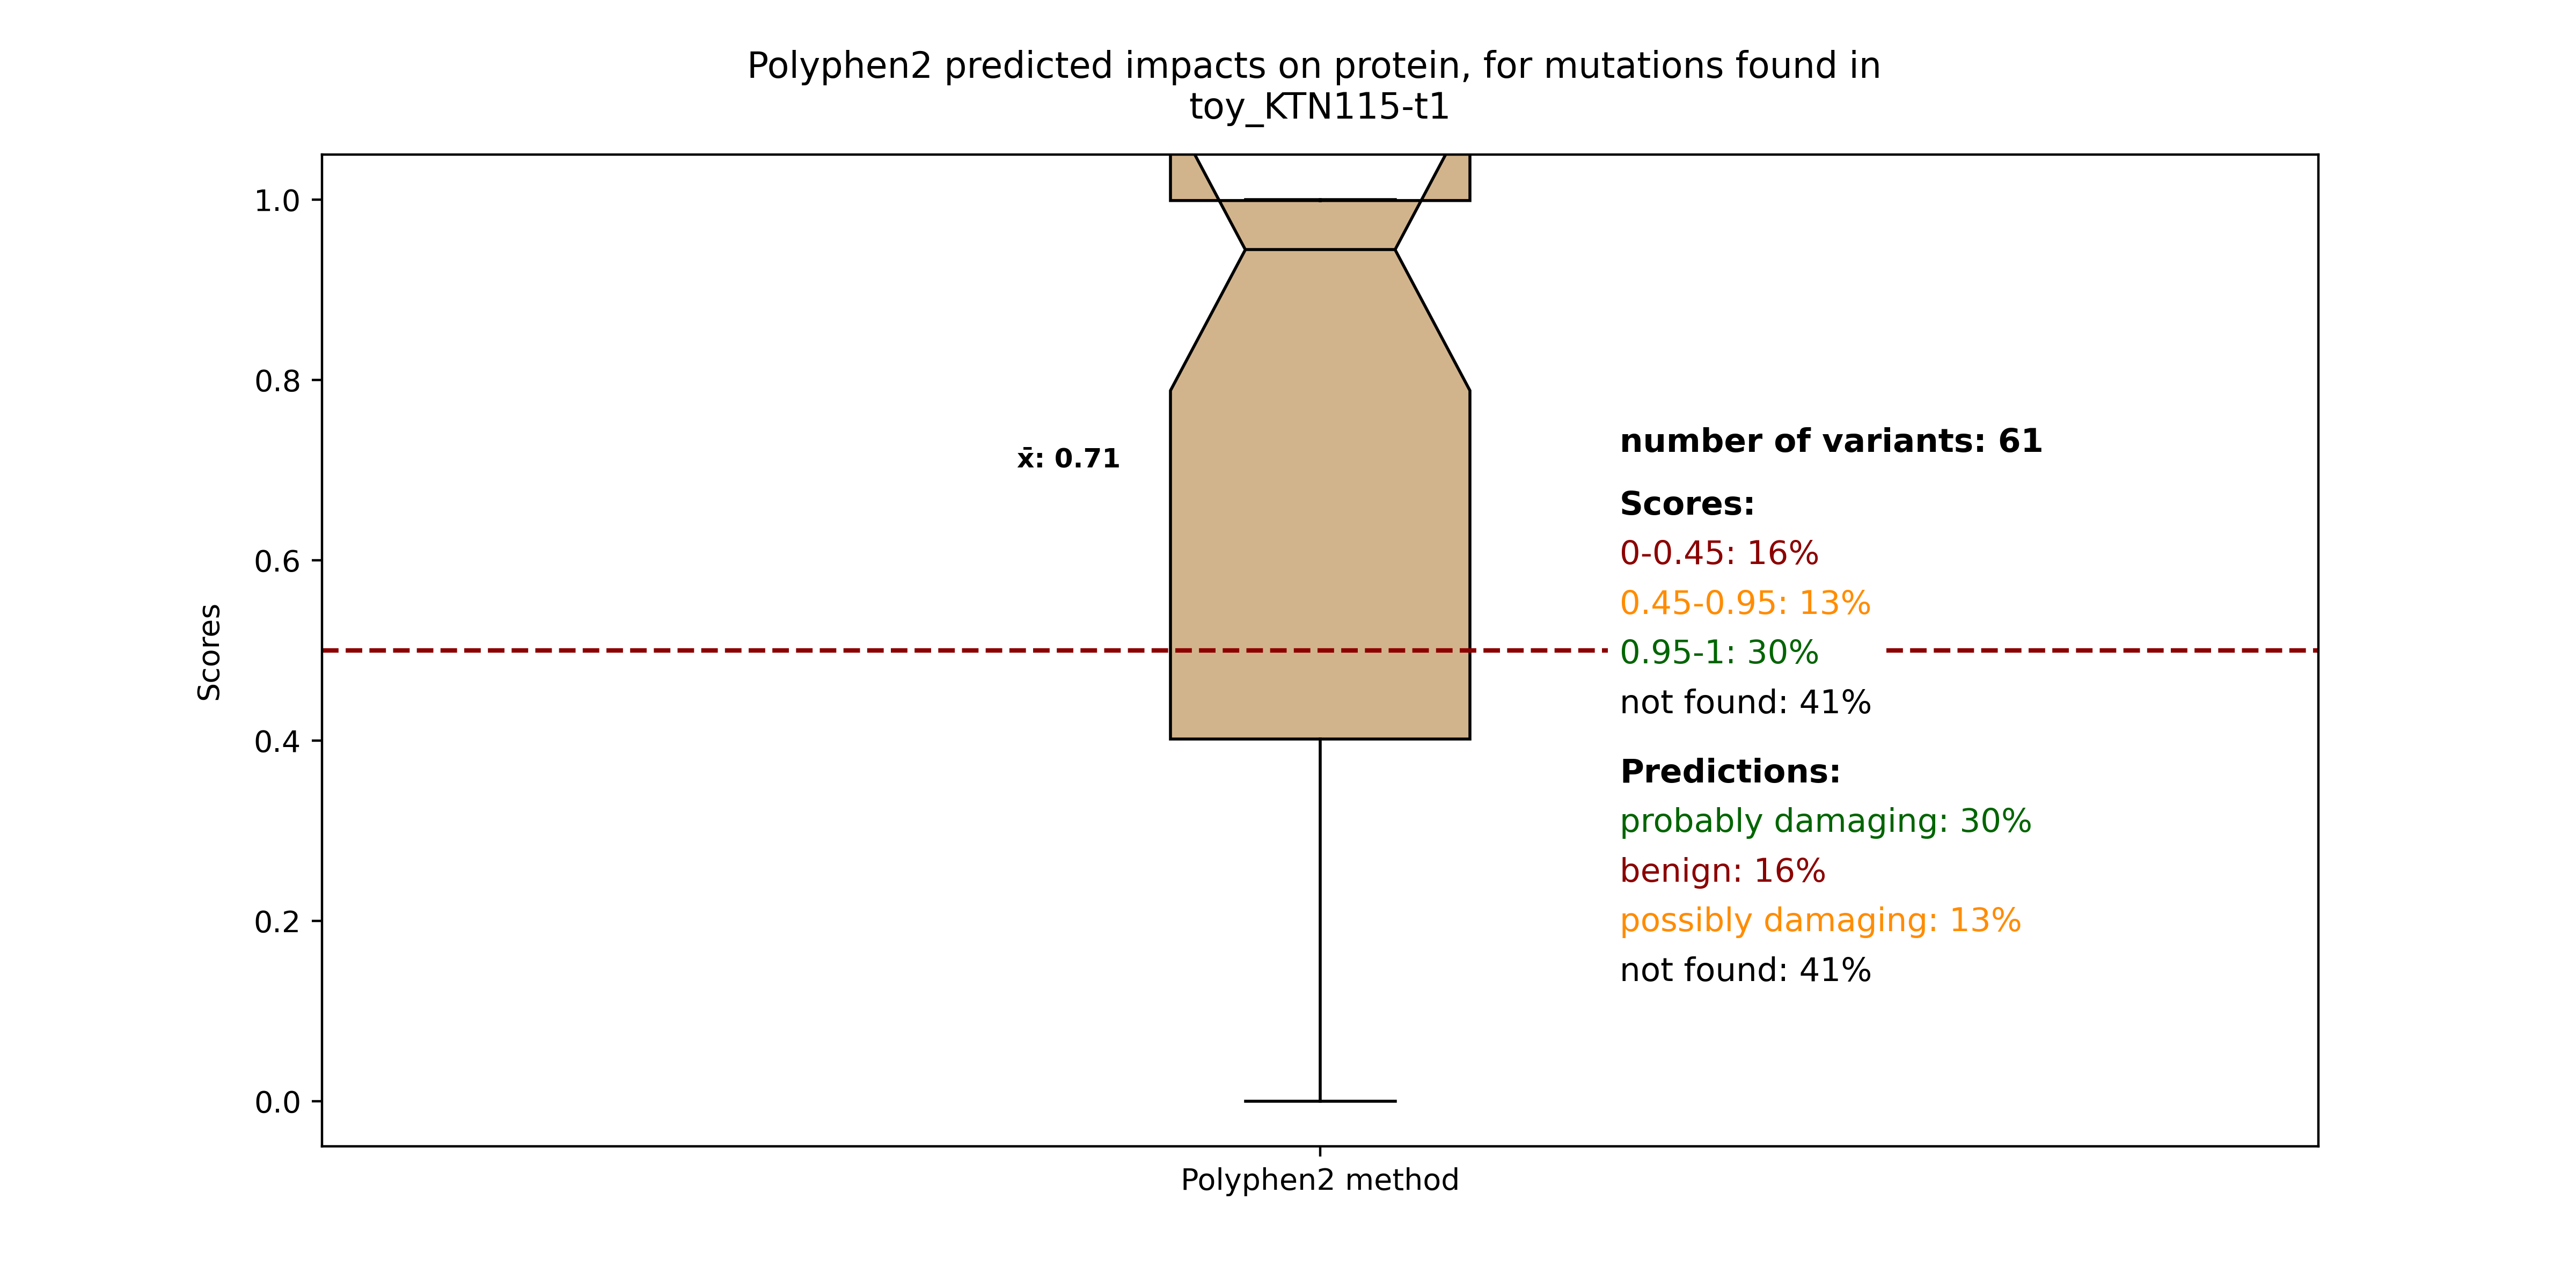 Polyphen2 predicted impacts on protein, for mutations found in
toy_KTN115-t1
1.0
0.8
0.6
0.4
0.2
0.0
Scores
x̄: 0.71
number of variants: 61
Scores:
0-0.45: 16%
0.45-0.95: 13%
0.95-1: 30%
not found: 41%
Predictions:
probably damaging: 30%
benign: 16%
possibly damaging: 13%
not found: 41%
Polyphen2 method